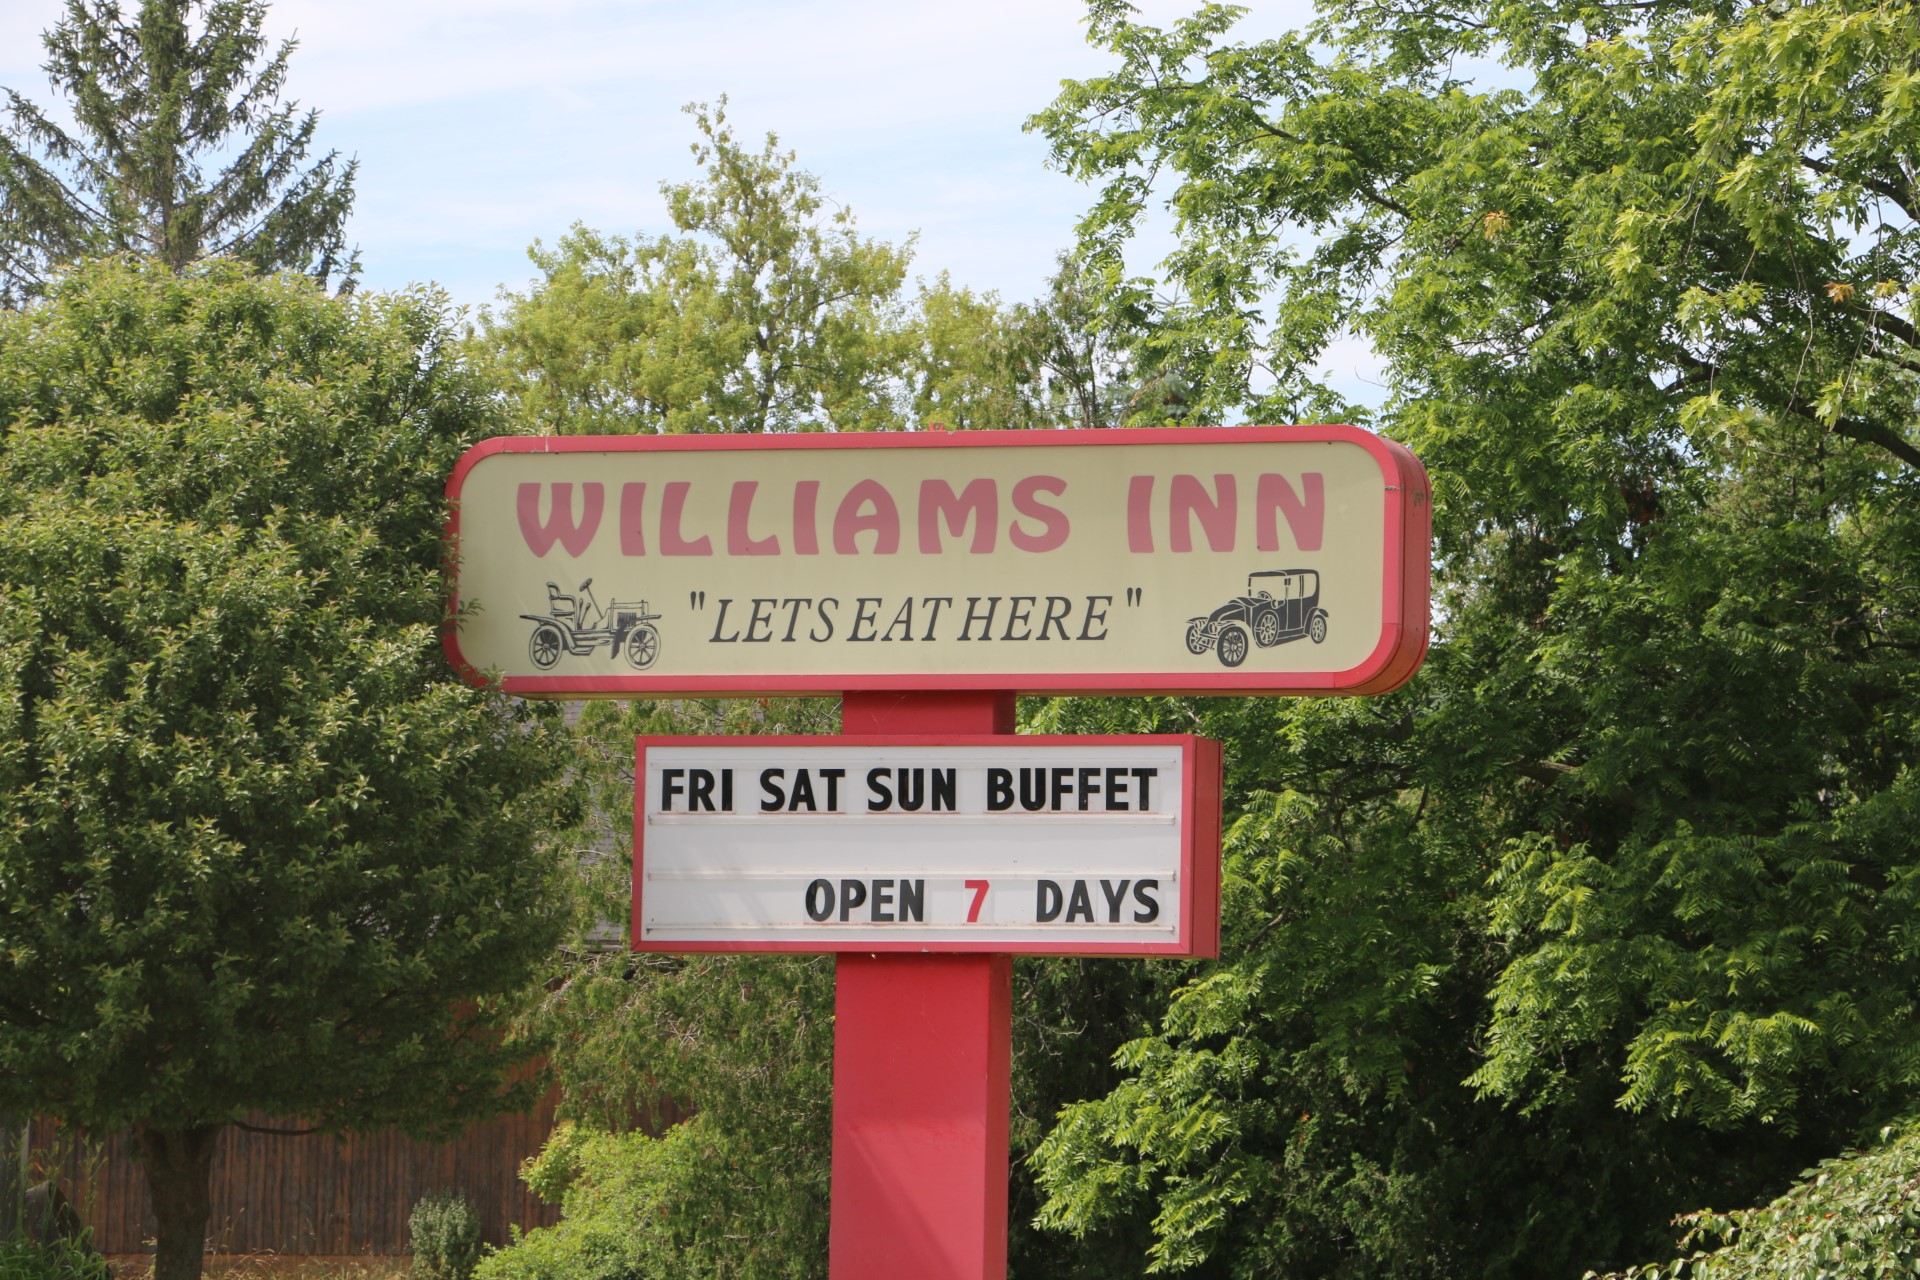 WILLIAMS INN
"LETS EAT HERE"
FRI SAT SUN BUFFET
OPEN 7 DAYS